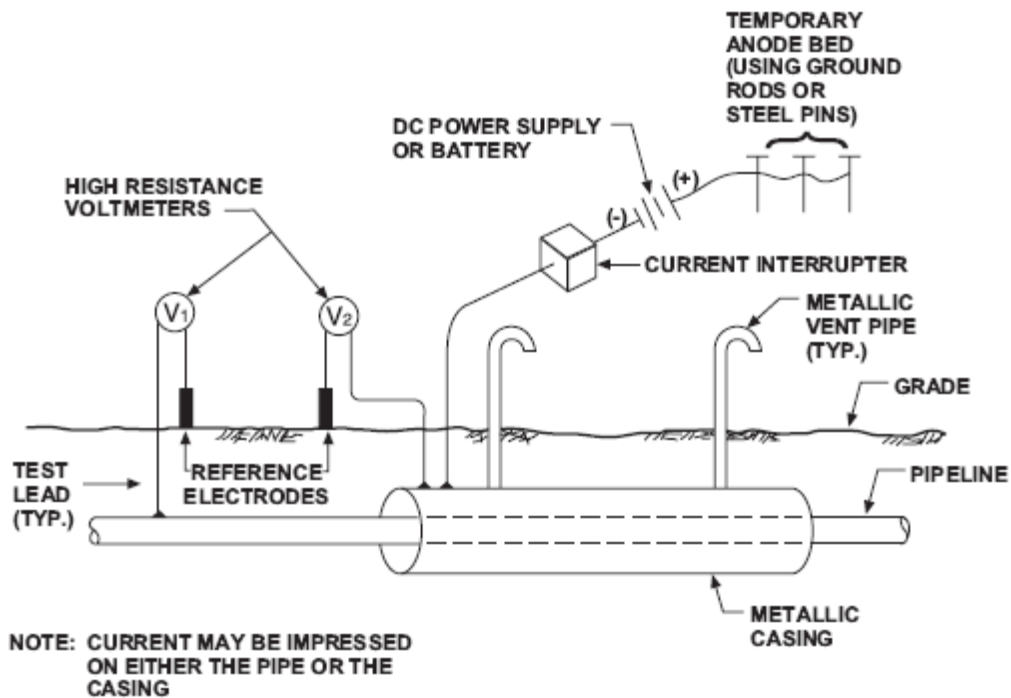 TEMPORARY
ANODE BED
(USING GROUND
RODS OR
STEEL PINS)
DC POWER SUPPLY
OR BATTERY
(+)
(-)
HIGH RESISTANCE
VOLTMETERS
CURRENT INTERRUPTER
V1
V2
METALLIC
VENT PIPE
(TYP.)
GRADE
TEST
LEAD
(TYP.)
REFERENCE
ELECTRODES
PIPELINE
METALLIC
CASING
NOTE: CURRENT MAY BE IMPRESSED
ON EITHER THE PIPE OR THE
CASING